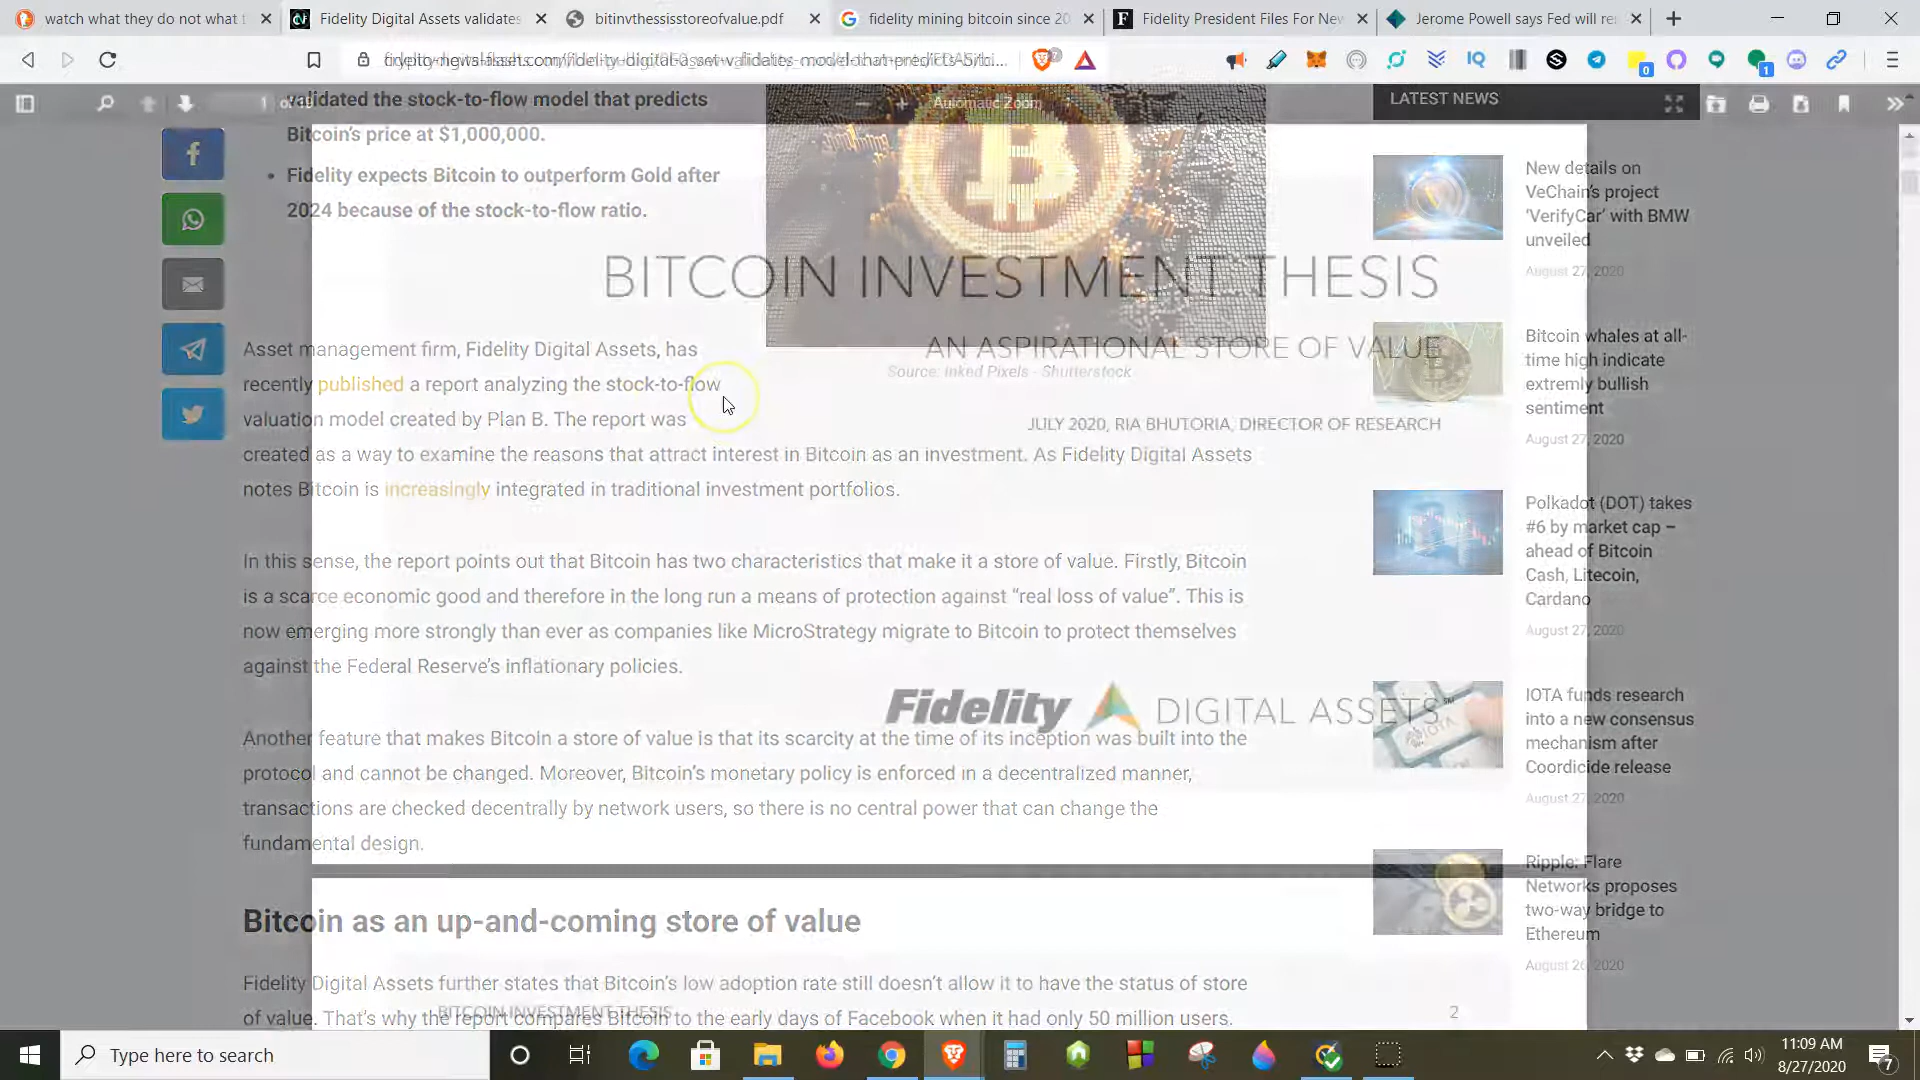 watch what they do not what t
Fidelity Digital Assets validates
bitinvthessisstoreofvalue.pdf
fidelity mining bitcoin since 20
Fidelity President Files For New
Jerome Powell says Fed will re
7
0
1
1
Automatic Zoom
validated the stock-to-flow model that predicts
Bitcoin's price at $1,000,000.
• Fidelity expects Bitcoin to outperform Gold after
2024 because of the stock-to-flow ratio.
BITCOIN INVESTMENT THESIS
AN ASPIRATIONAL STORE OF VALUE
Source: Inked Pixels - Shutterstock
JULY 2020, RIA BHUTORIA, DIRECTOR OF RESEARCH
Asset management firm, Fidelity Digital Assets, has
recently published a report analyzing the stock-to-flow
valuation model created by Plan B. The report was
created as a way to examine the reasons that attract interest in Bitcoin as an investment. As Fidelity Digital Assets
notes Bitcoin is increasingly integrated in traditional investment portfolios.
In this sense, the report points out that Bitcoin has two characteristics that make it a store of value. Firstly, Bitcoin
is a scarce economic good and therefore in the long run a means of protection against “real loss of value”. This is
now emerging more strongly than ever as companies like MicroStrategy migrate to Bitcoin to protect themselves
against the Federal Reserve's inflationary policies.
Fidelity DIGITAL ASSETS℠
Another feature that makes Bitcoin a store of value is that its scarcity at the time of its inception was built into the
protocol and cannot be changed. Moreover, Bitcoin's monetary policy is enforced in a decentralized manner,
transactions are checked decentrally by network users, so there is no central power that can change the
fundamental design.
Bitcoin as an up-and-coming store of value
Fidelity Digital Assets further states that Bitcoin's low adoption rate still doesn't allow it to have the status of store
of value. That's why the report compares Bitcoin to the early days of Facebook when it had only 50 million users.
BITCOIN INVESTMENT THESIS
2
LATEST NEWS
New details on
VeChain's project
‘VerifyCar’ with BMW
unveiled
August 27, 2020
Bitcoin whales at all-
time high indicate
extremly bullish
sentiment
August 27, 2020
Polkadot (DOT) takes
#6 by market cap –
ahead of Bitcoin
Cash, Litecoin,
Cardano
August 27, 2020
IOTA funds research
into a new consensus
mechanism after
Coordicide release
August 27, 2020
IOTA
Ripple: Flare
Networks proposes
two-way bridge to
Ethereum
August 26, 2020
Type here to search
11:09 AM
8/27/2020
7